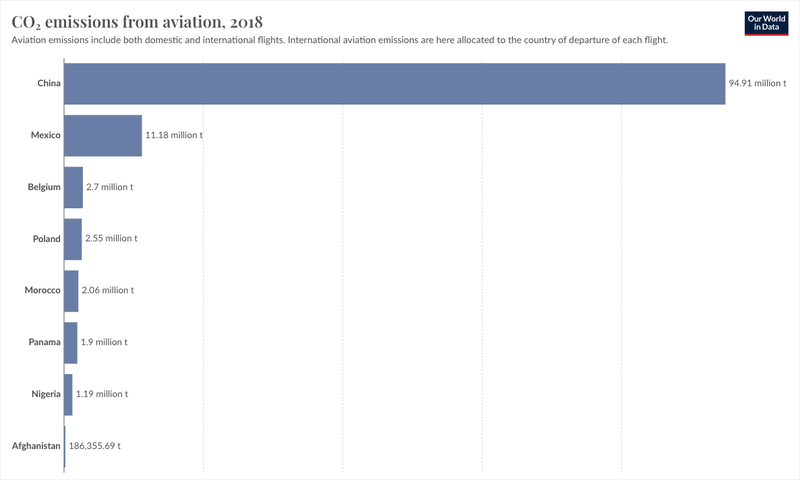 CO₂ emissions from aviation, 2018
Our World
in Data
Aviation emissions include both domestic and international flights. International aviation emissions are here allocated to the country of departure of each flight.
China 94.91 million t
Mexico 11.18 million t
Belgium 2.7 million t
Poland 2.55 million t
Morocco 2.06 million t
Panama 1.9 million t
Nigeria 1.19 million t
Afghanistan 186,355.69 t